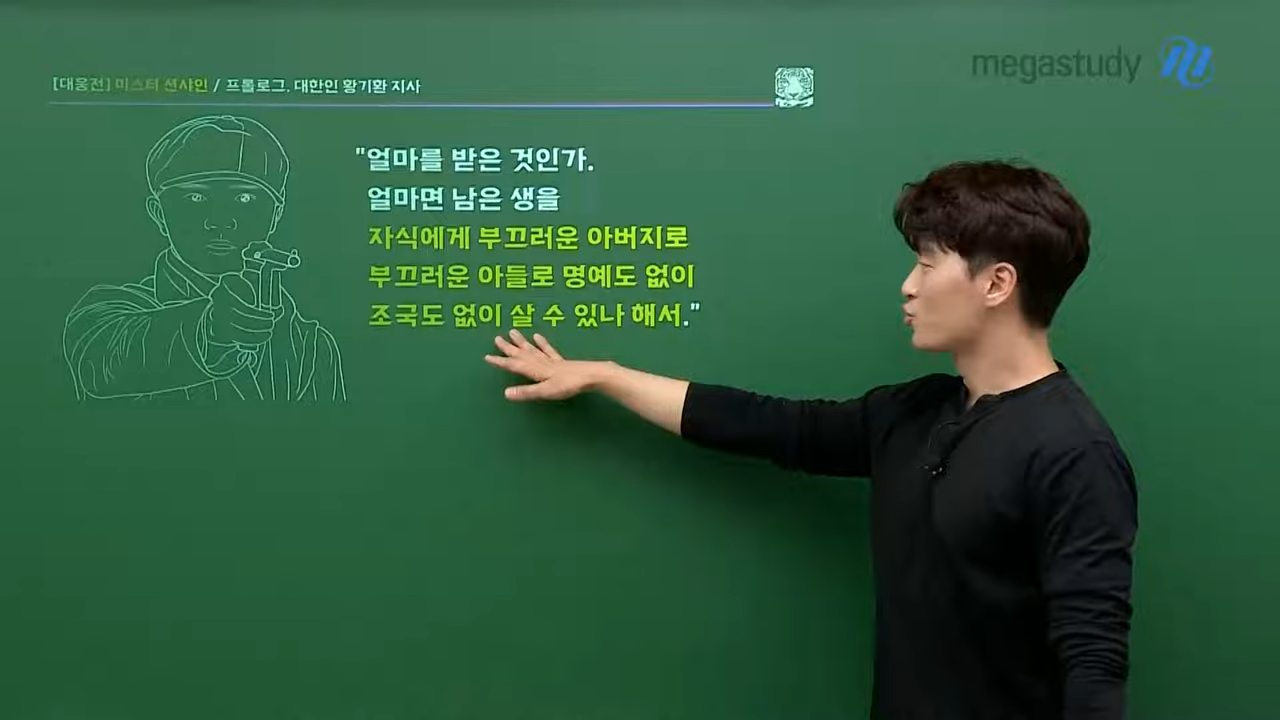 [대웅전] 미스터 션샤인 / 프롤로그. 대한인 황기환 지사
megastudy
"얼마를 받은 것인가.
얼마면 남은 생을
자식에게 부끄러운 아버지로
부끄러운 아들로 명예도 없이
조국도 없이 살 수 있나 해서."